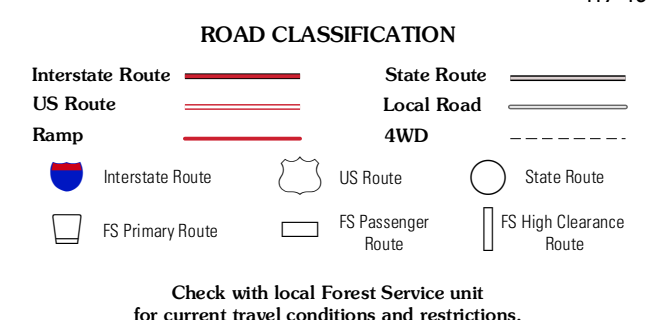 ROAD CLASSIFICATION
Interstate Route
State Route
US Route
Local Road
Ramp
4WD
Interstate Route
US Route
State Route
FS Primary Route
FS Passenger
Route
FS High Clearance
Route
Check with local Forest Service unit
for current travel conditions and restrictions.